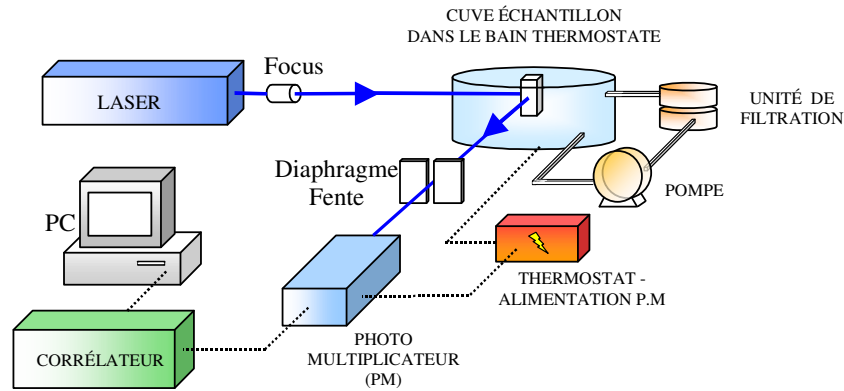 CUVE ÉCHANTILLON
DANS LE BAIN THERMOSTATE
Focus
LASER
UNITÉ DE
FILTRATION
Diaphragme
Fente
POMPE
PC
THERMOSTAT -
ALIMENTATION P.M
PHOTO
MULTIPLICATEUR
(PM)
CORRÉLATEUR